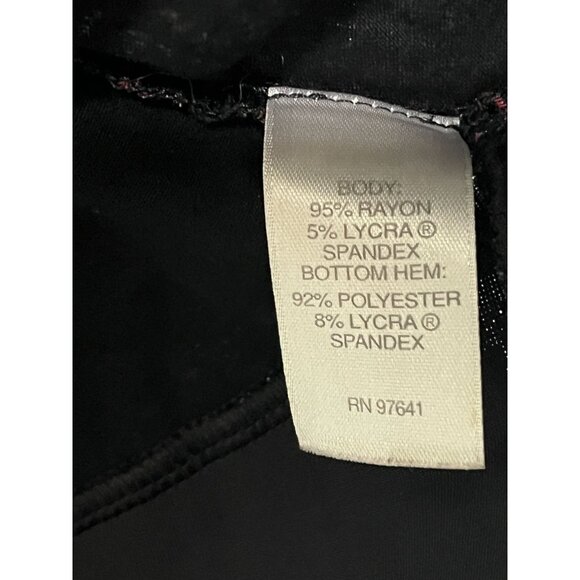 BODY:
95% RAYON
5% LYCRA ®
SPANDEX
BOTTOM HEM:
92% POLYESTER
8% LYCRA ®
SPANDEX
RN 97641